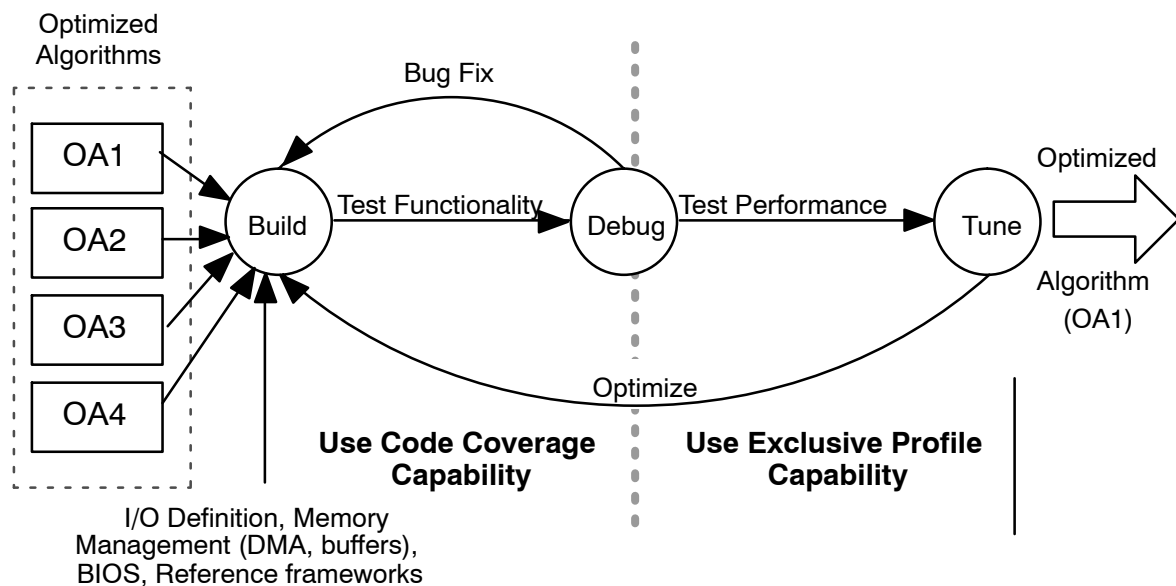 Optimized
Algorithms
OA1
OA2
OA3
OA4
Bug Fix
Build
Test Functionality
Debug
Test Performance
Tune
Optimized
Algorithm
(OA1)
Optimize
Use Code Coverage
Capability
Use Exclusive Profile
Capability
I/O Definition, Memory
Management (DMA, buffers),
BIOS, Reference frameworks